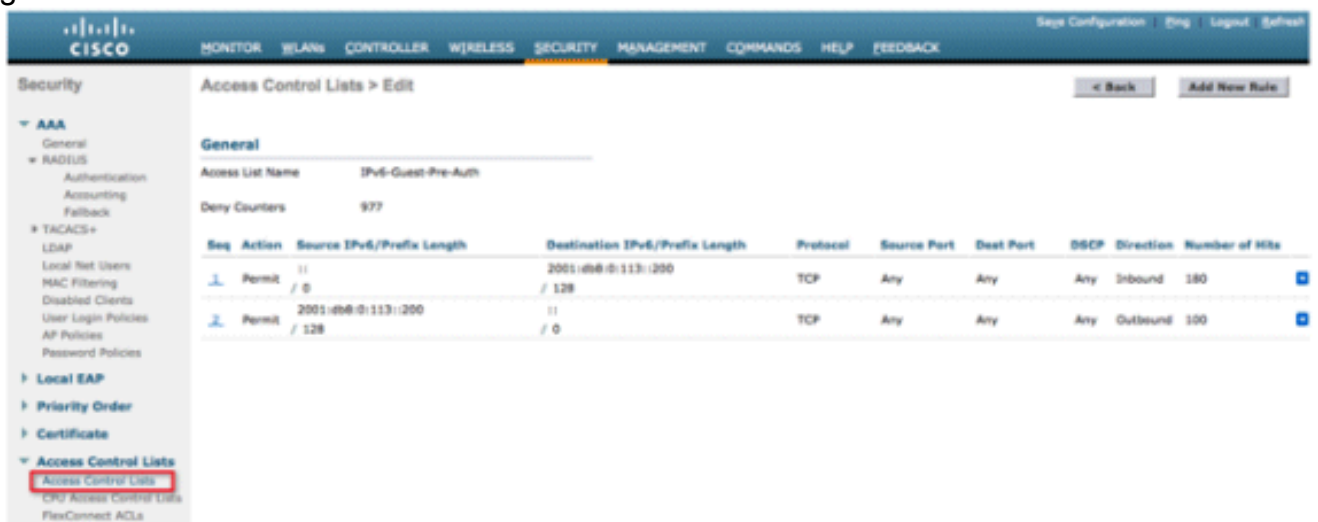 Save Configuration | Ping | Logout | Refresh
CISCO
MONITOR WLANs CONTROLLER WIRELESS SECURITY MANAGEMENT COMMANDS HELP FEEDBACK
Security
AAA
General
RADIUS
Authentication
Accounting
Fallback
TACACS+
LDAP
Local Net Users
MAC Filtering
Disabled Clients
User Login Policies
AP Policies
Password Policies
Local EAP
Priority Order
Certificate
Access Control Lists
Access Control Lists
CPU Access Control Lists
FlexConnect ACLs
Access Control Lists > Edit
< Back Add New Rule
General
Access List Name IPv6-Guest-Pre-Auth
Deny Counters 977
Seq Action Source IPv6/Prefix Length Destination IPv6/Prefix Length Protocol Source Port Dest Port DSCP Direction Number of Hits
1 Permit :: / 0 2001:db8:0:113::200 / 128 TCP Any Any Any Inbound 180
2 Permit 2001:db8:0:113::200 / 128 :: / 0 TCP Any Any Any Outbound 100